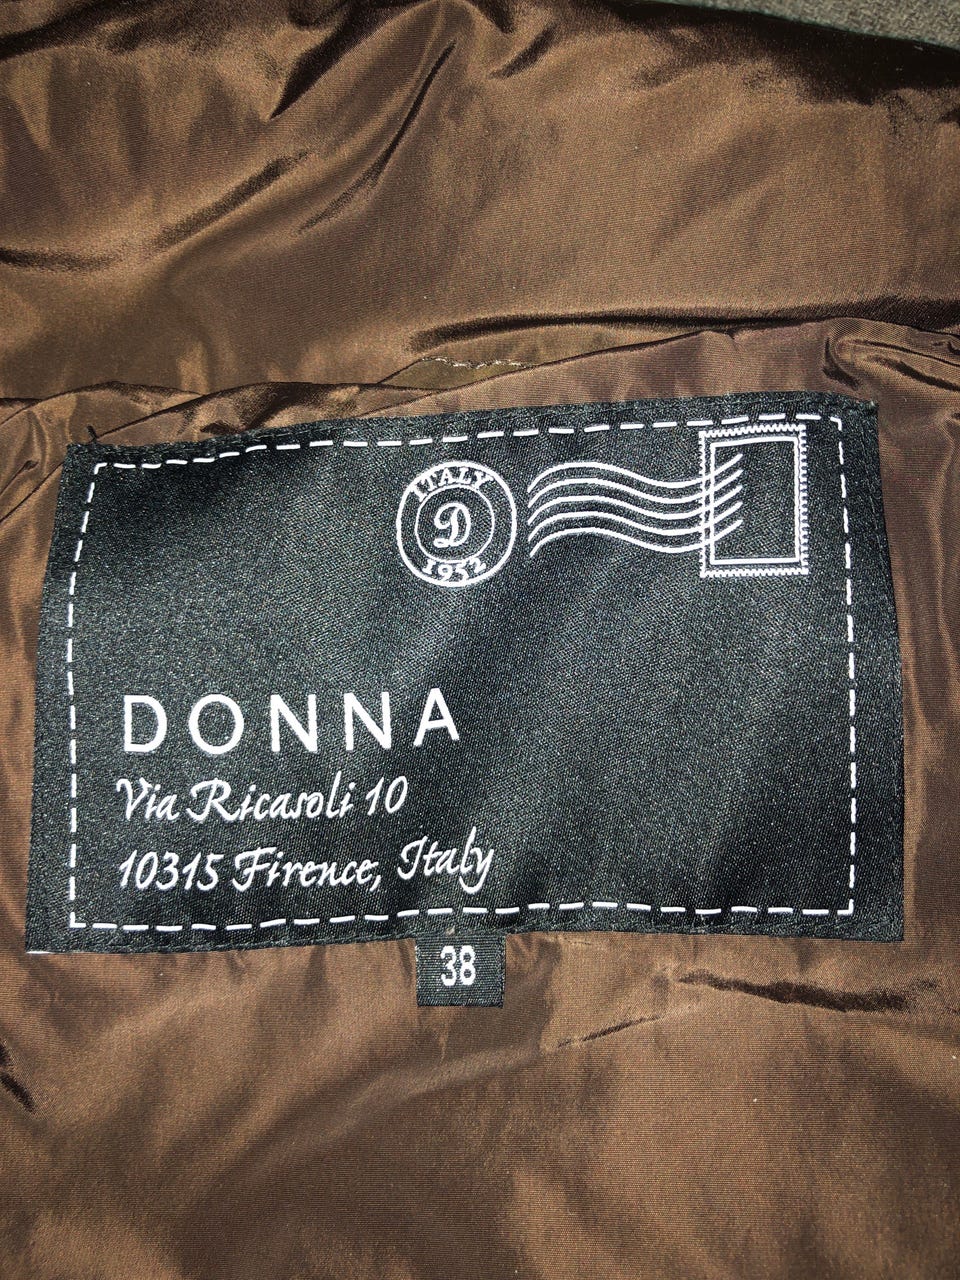 ITALY
D
1952
DONNA
Via Ricasoli 10
10315 Firence, Italy
38